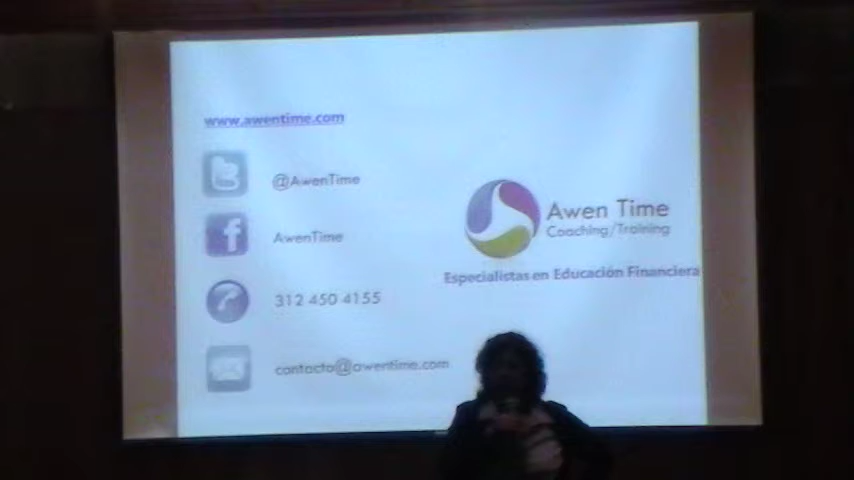 www.awentime.com
@AwenTime
AwenTime
312 450 4155
contacto@awentime.com
Awen Time
Coaching/Training
Especialistas en Educación Financiera